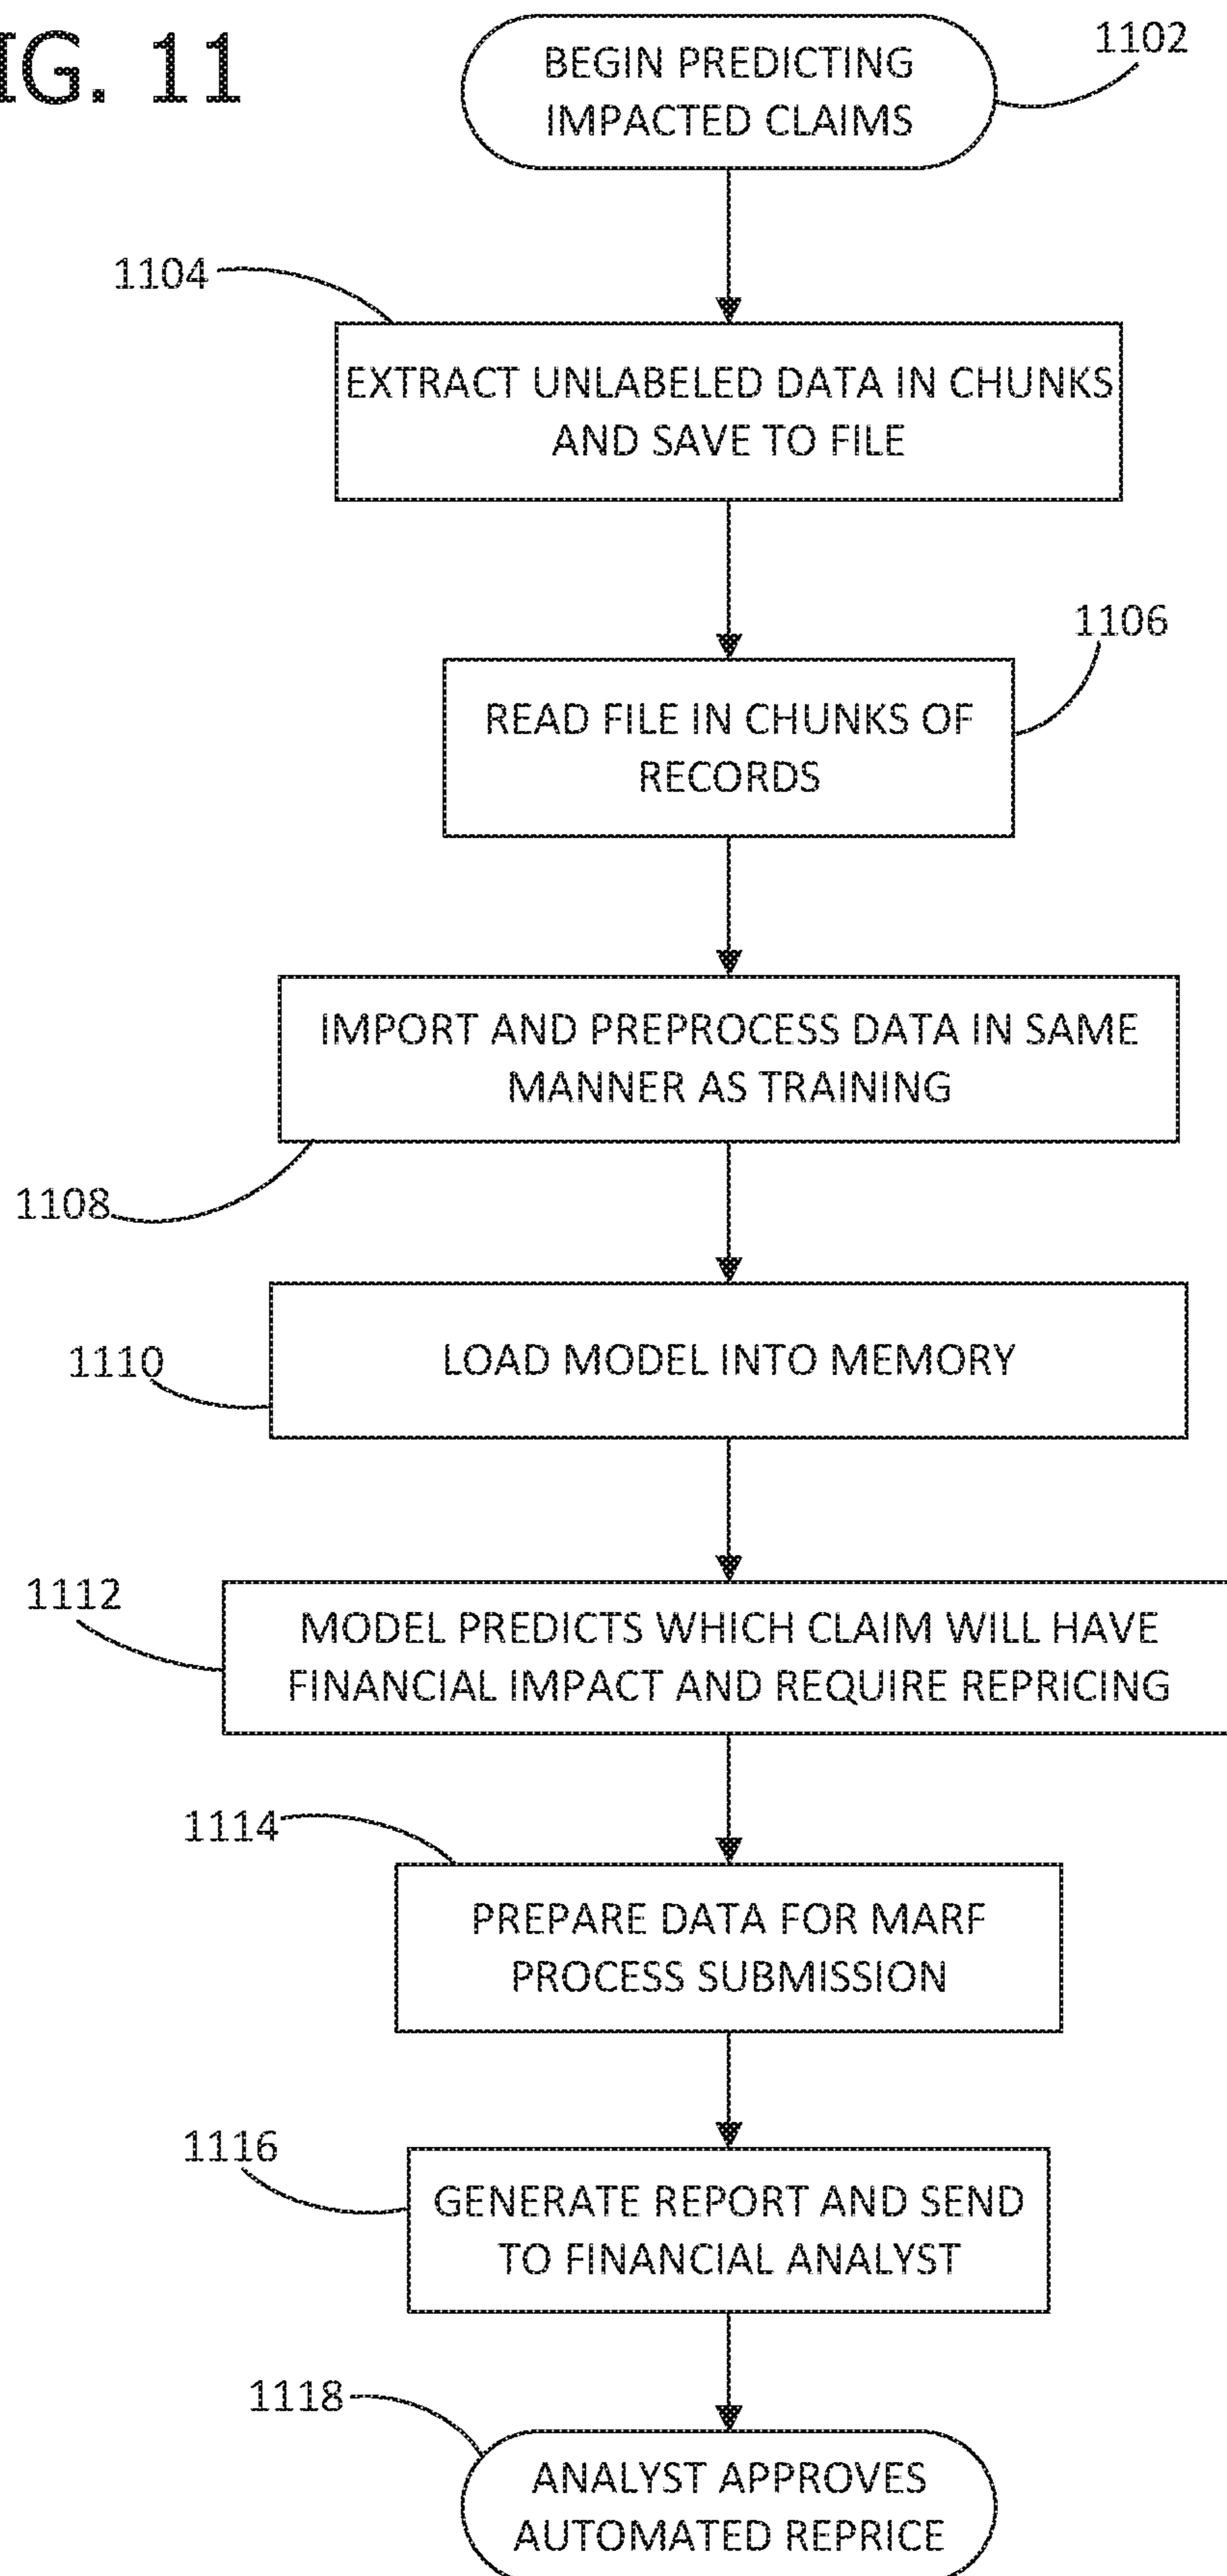 IG. 11
BEGIN PREDICTING
IMPACTED CLAIMS
1102
1104
EXTRACT UNLABELED DATA IN CHUNKS
AND SAVE TO FILE
1106
READ FILE IN CHUNKS OF
RECORDS
IMPORT AND PREPROCESS DATA IN SAME
MANNER AS TRAINING
1108
LOAD MODEL INTO MEMORY
1110
1112
MODEL PREDICTS WHICH CLAIM WILL HAVE
FINANCIAL IMPACT AND REQUIRE REPRICING
1114
PREPARE DATA FOR MARF
PROCESS SUBMISSION
1116
GENERATE REPORT AND SEND
TO FINANCIAL ANALYST
1118
ANALYST APPROVES
AUTOMATED REPRICE